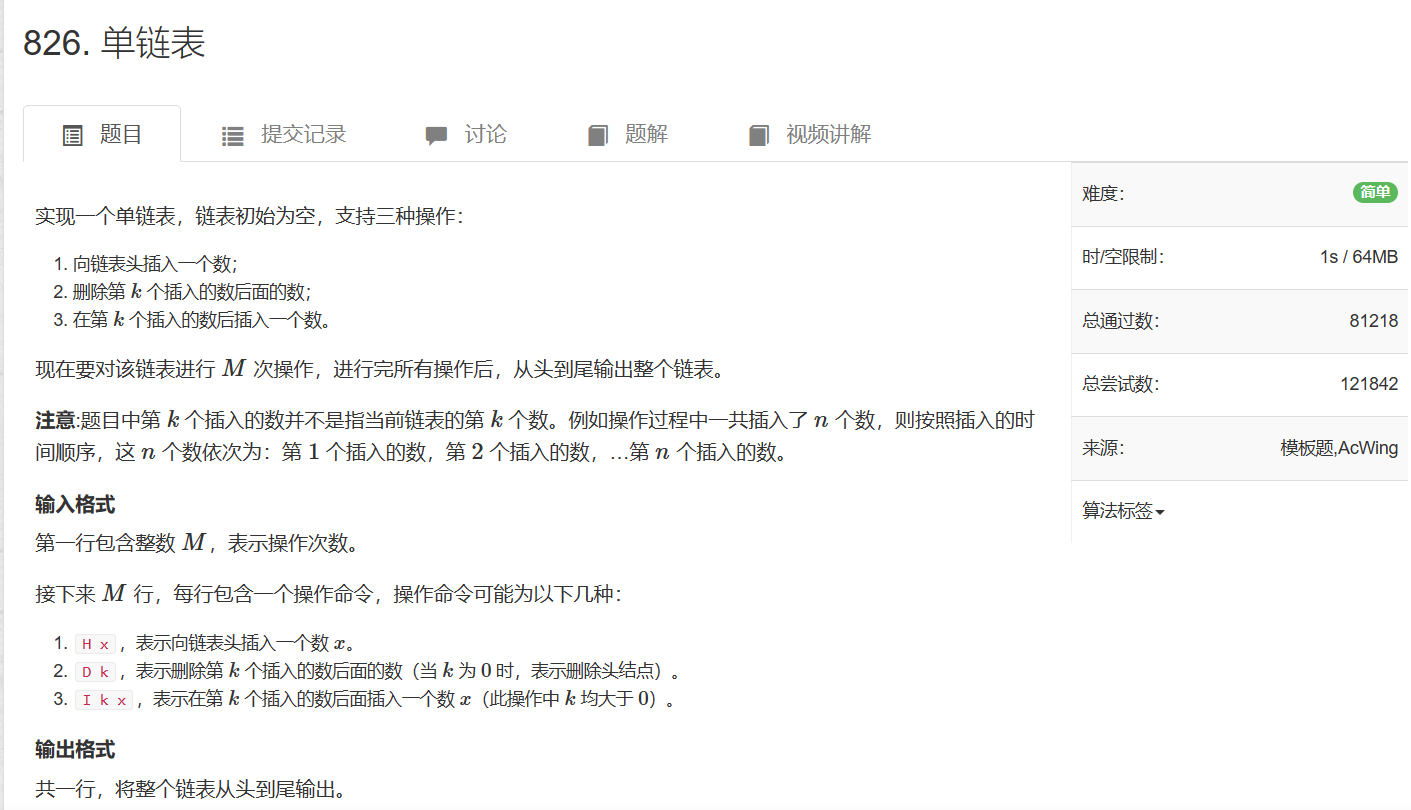 826. 单链表
题目
提交记录
讨论
题解
视频讲解
实现一个单链表，链表初始为空，支持三种操作：
1. 向链表头插入一个数；
2. 删除第 k 个插入的数后面的数；
3. 在第 k 个插入的数后插入一个数。
现在要对该链表进行 M 次操作，进行完所有操作后，从头到尾输出整个链表。
注意:题目中第 k 个插入的数并不是指当前链表的第 k 个数。例如操作过程中一共插入了 n 个数，则按照插入的时
间顺序，这 n 个数依次为：第 1 个插入的数，第 2 个插入的数，…第 n 个插入的数。
输入格式
第一行包含整数 M，表示操作次数。
接下来 M 行，每行包含一个操作命令，操作命令可能为以下几种：
1. H x，表示向链表头插入一个数 x。
2. D k，表示删除第 k 个插入的数后面的数（当 k 为 0 时，表示删除头结点）。
3. I k x，表示在第 k 个插入的数后面插入一个数 x（此操作中 k 均大于 0）。
输出格式
共一行，将整个链表从头到尾输出。
难度： 简单
时/空限制： 1s / 64MB
总通过数： 81218
总尝试数： 121842
来源： 模板题,AcWing
算法标签